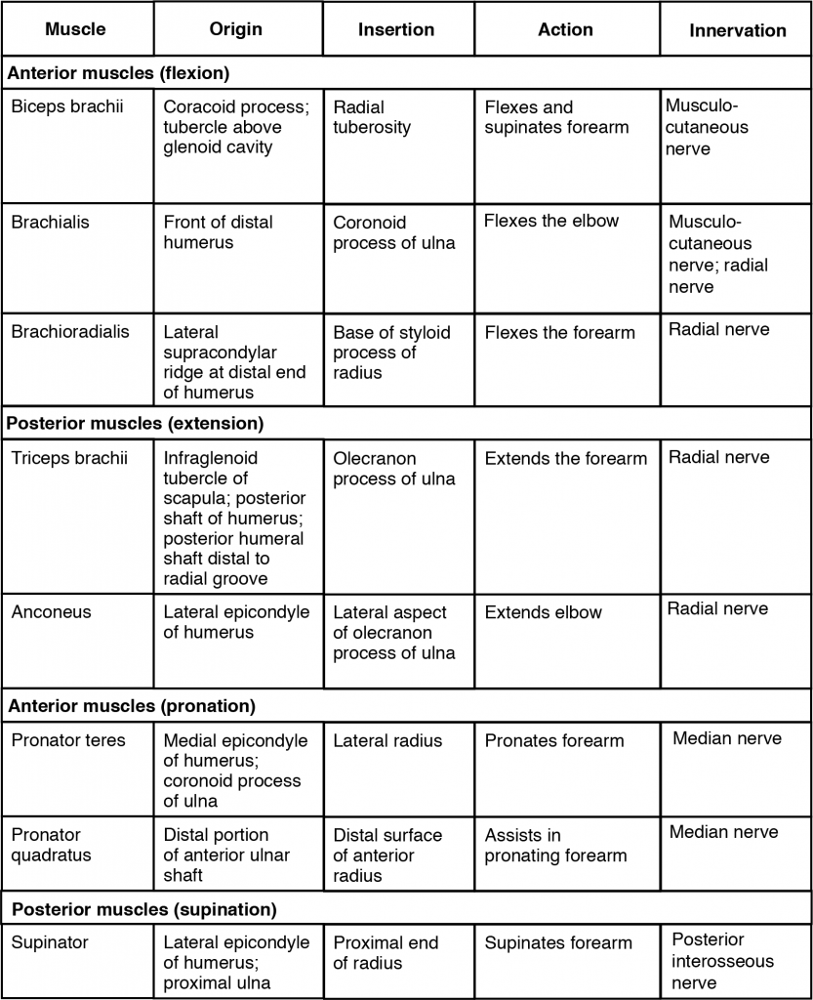 Muscle Origin Insertion Action Innervation
Anterior muscles (flexion)
Biceps brachii
Coracoid process;
tubercle above
glenoid cavity
Radial
tuberosity
Flexes and
supinates forearm
Musculo-
cutaneous
nerve
Brachialis
Front of distal
humerus
Coronoid
process of ulna
Flexes the elbow
Musculo-
cutaneous
nerve; radial
nerve
Brachioradialis
Lateral
supracondylar
ridge at distal end
of humerus
Base of styloid
process of
radius
Flexes the forearm
Radial nerve
Posterior muscles (extension)
Triceps brachii
Infraglenoid
tubercle of
scapula; posterior
shaft of humerus;
posterior humeral
shaft distal to
radial groove
Olecranon
process of ulna
Extends the forearm
Radial nerve
Anconeus
Lateral epicondyle
of humerus
Lateral aspect
of olecranon
process of ulna
Extends elbow
Radial nerve
Anterior muscles (pronation)
Pronator teres
Medial epicondyle
of humerus;
coronoid process
of ulna
Lateral radius
Pronates forearm
Median nerve
Pronator
quadratus
Distal portion
of anterior ulnar
shaft
Distal surface
of anterior
radius
Assists in
pronating forearm
Median nerve
Posterior muscles (supination)
Supinator
Lateral epicondyle
of humerus;
proximal ulna
Proximal end
of radius
Supinates forearm
Posterior
interosseous
nerve